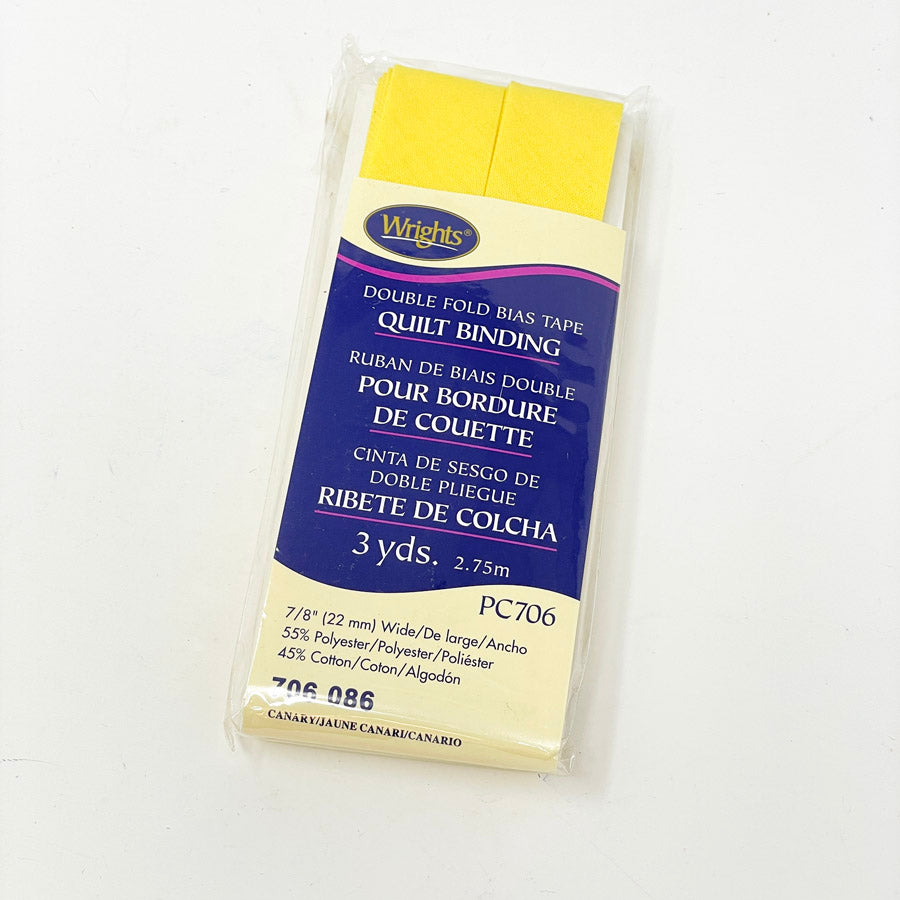 Wrights®
DOUBLE FOLD BIAS TAPE
QUILT BINDING
RUBAN DE BIAIS DOUBLE
POUR BORDURE
DE COUETTE
CINTA DE SESGO DE
DOBLE PLIEGUE
RIBETE DE COLCHA
3 yds. 2.75m
PC706
7/8" (22 mm) Wide/De large/Ancho
55% Polyester/Polyester/Poliéster
45% Cotton/Coton/Algodón
706 086
CANARY/JAUNE CANARI/CANARIO